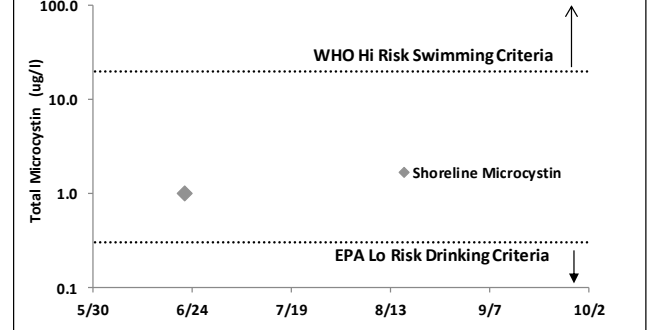 100.0
WHO Hi Risk Swimming Criteria
10.0
Total Microcystin (ug/l)
Shoreline Microcystin
1.0
EPA Lo Risk Drinking Criteria
0.1
5/30 6/24 7/19 8/13 9/7 10/2